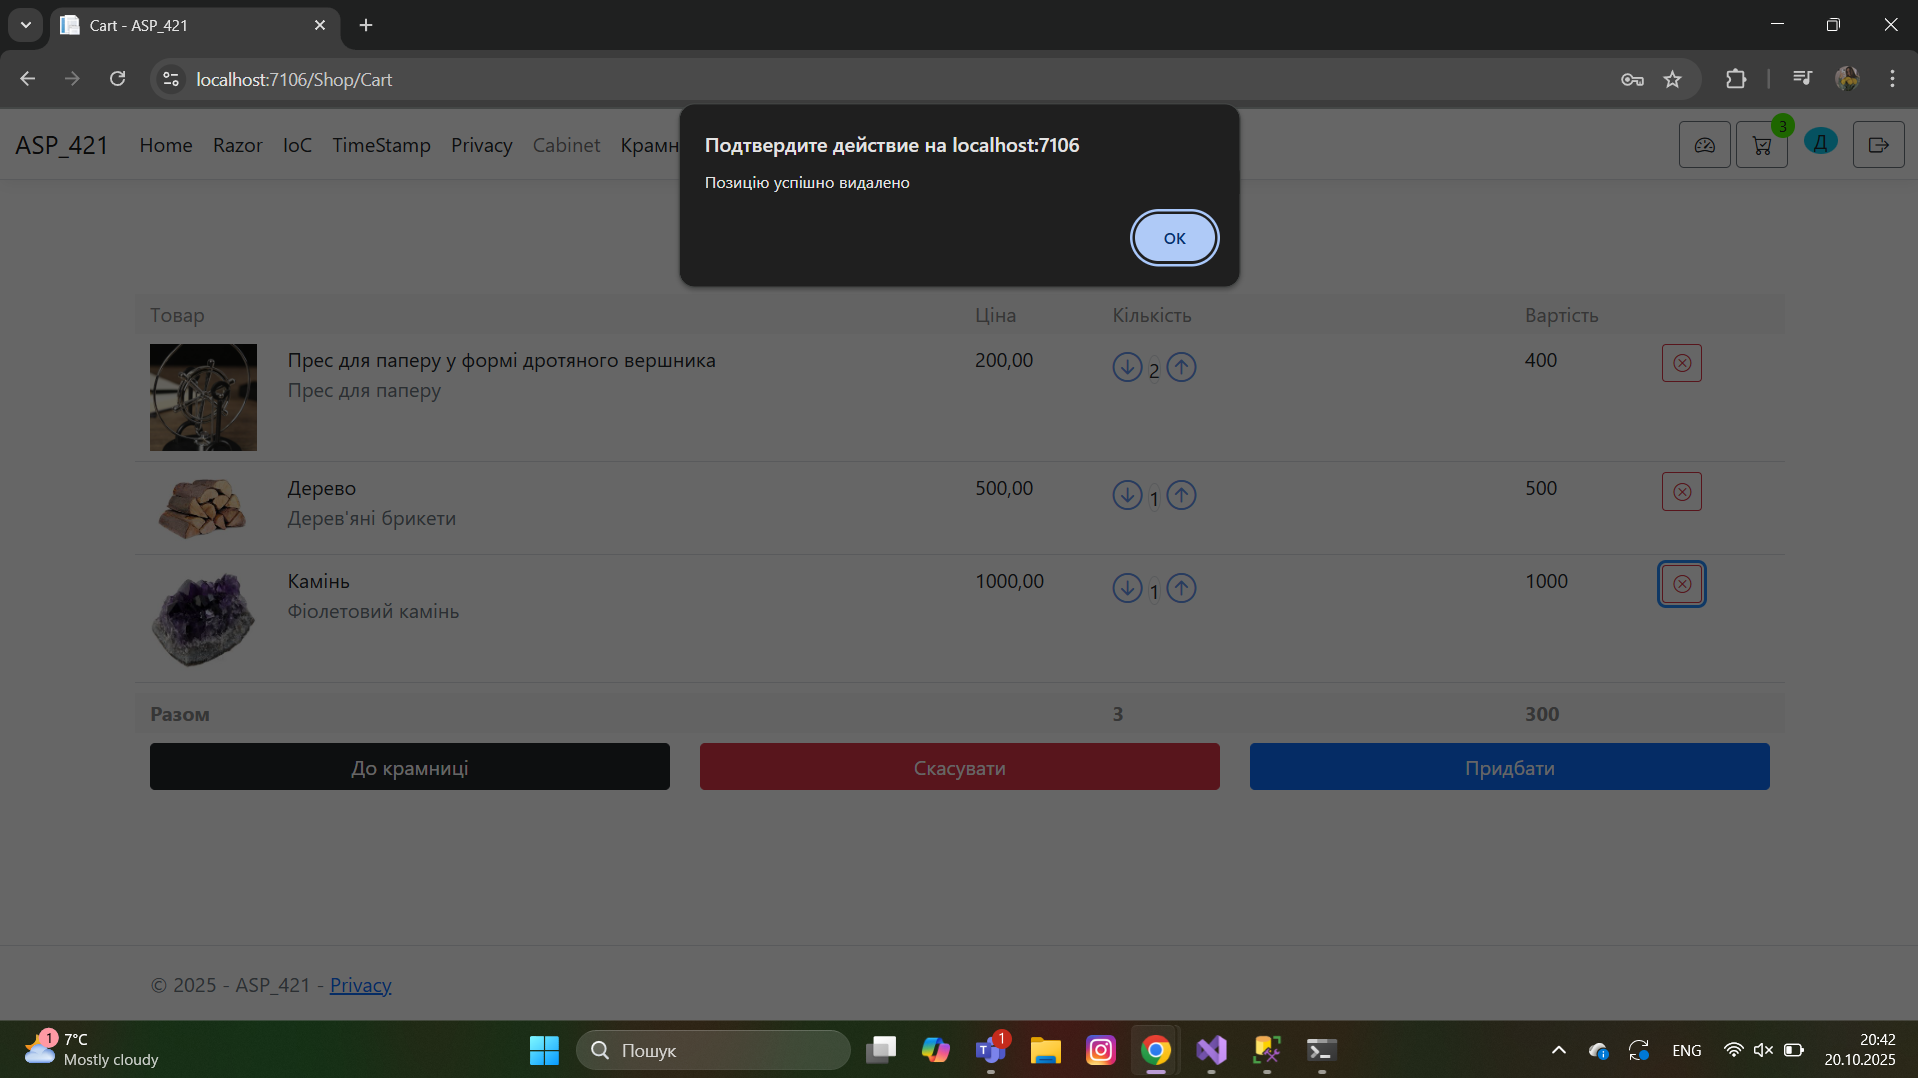 Cart - ASP_421
localhost:7106/Shop/Cart
ASP_421 Home Razor IoC TimeStamp Privacy Cabinet Крамн
3
Д
Подтвердите действие на localhost:7106
Позицію успішно видалено
ОК
Товар Ціна Кількість Вартість
Прес для паперу у формі дротяного вершника 200,00 2 400
Прес для паперу
Дерево 500,00 1 500
Дерев'яні брикети
Камінь 1000,00 1 1000
Фіолетовий камінь
Разом 3 300
До крамниці Скасувати Придбати
© 2025 - ASP_421 - Privacy
1
7°C
Mostly cloudy
Пошук
1
ENG
20:42
20.10.2025